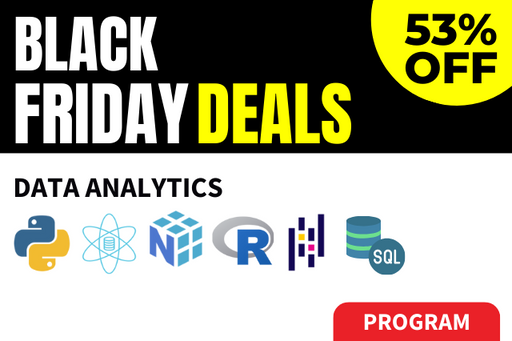 BLACK
FRIDAY DEALS
53%
OFF
DATA ANALYTICS
N
R
SQL
PROGRAM